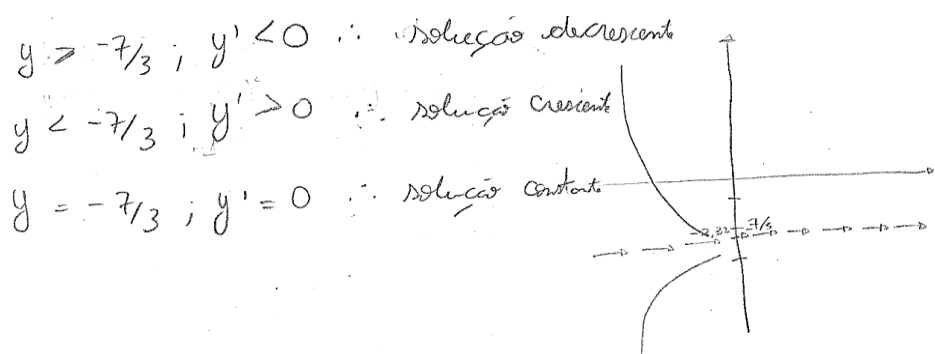 y > -7/3 ; y' < 0 ∴ solução decrescente
y < -7/3 ; y' > 0 ∴ solução crescente
y = -7/3 ; y' = 0 ∴ solução constante
-7/3